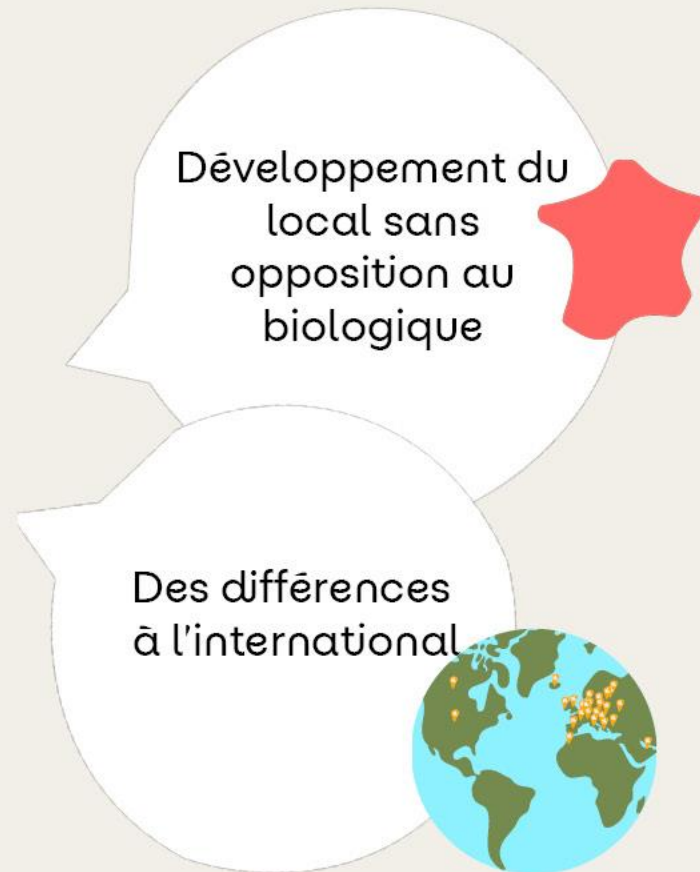 Développement du
local sans
opposition au
biologique
Des différences
à l'international